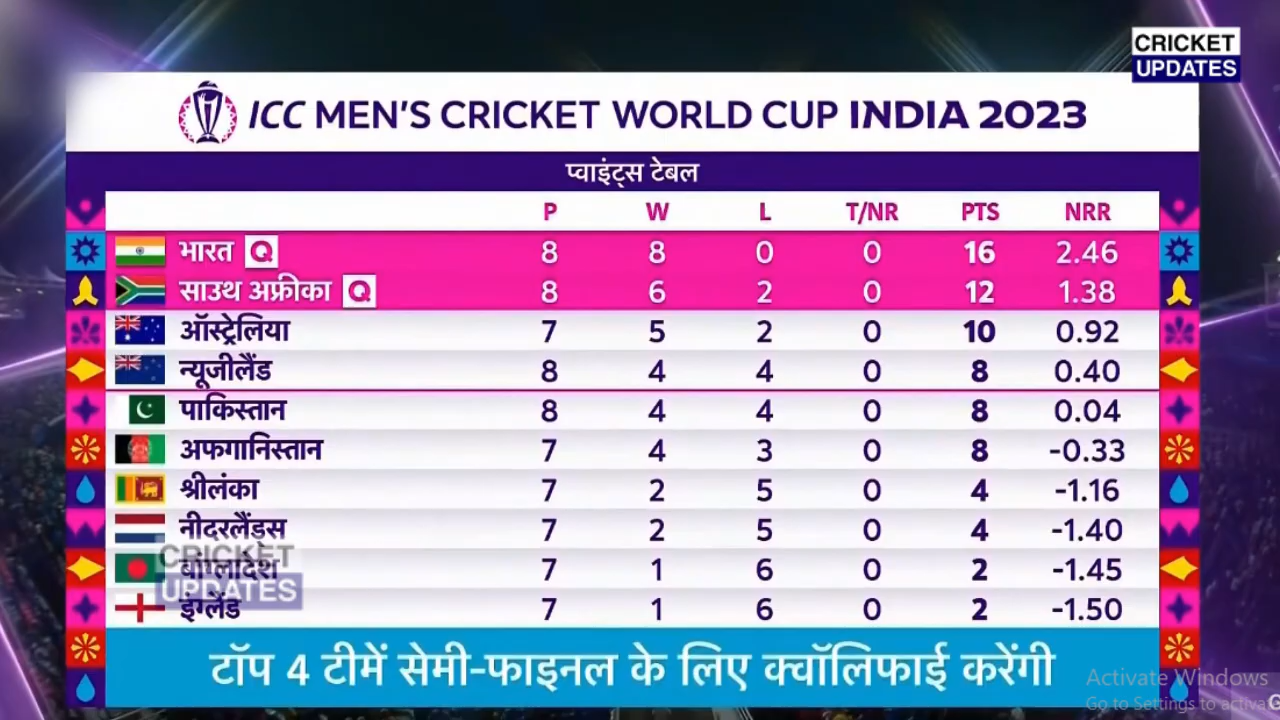 CRICKET
UPDATES
ICC MEN'S CRICKET WORLD CUP INDIA 2023
प्वाइंट्स टेबल
P W L T/NR PTS NRR
भारत Q 8 8 0 0 16 2.46
साउथ अफ्रीका Q 8 6 2 0 12 1.38
ऑस्ट्रेलिया 7 5 2 0 10 0.92
न्यूजीलैंड 8 4 4 0 8 0.40
पाकिस्तान 8 4 4 0 8 0.04
अफगानिस्तान 7 4 3 0 8 -0.33
श्रीलंका 7 2 5 0 4 -1.16
नीदरलैंड्स 7 2 5 0 4 -1.40
CRICKET
बांग्लादेश 7 1 6 0 2 -1.45
UPDATES
इंग्लैंड 7 1 6 0 2 -1.50
टॉप 4 टीमें सेमी-फाइनल के लिए क्वॉलिफाई करेंगी
Activate Windows
Go to Settings to activa